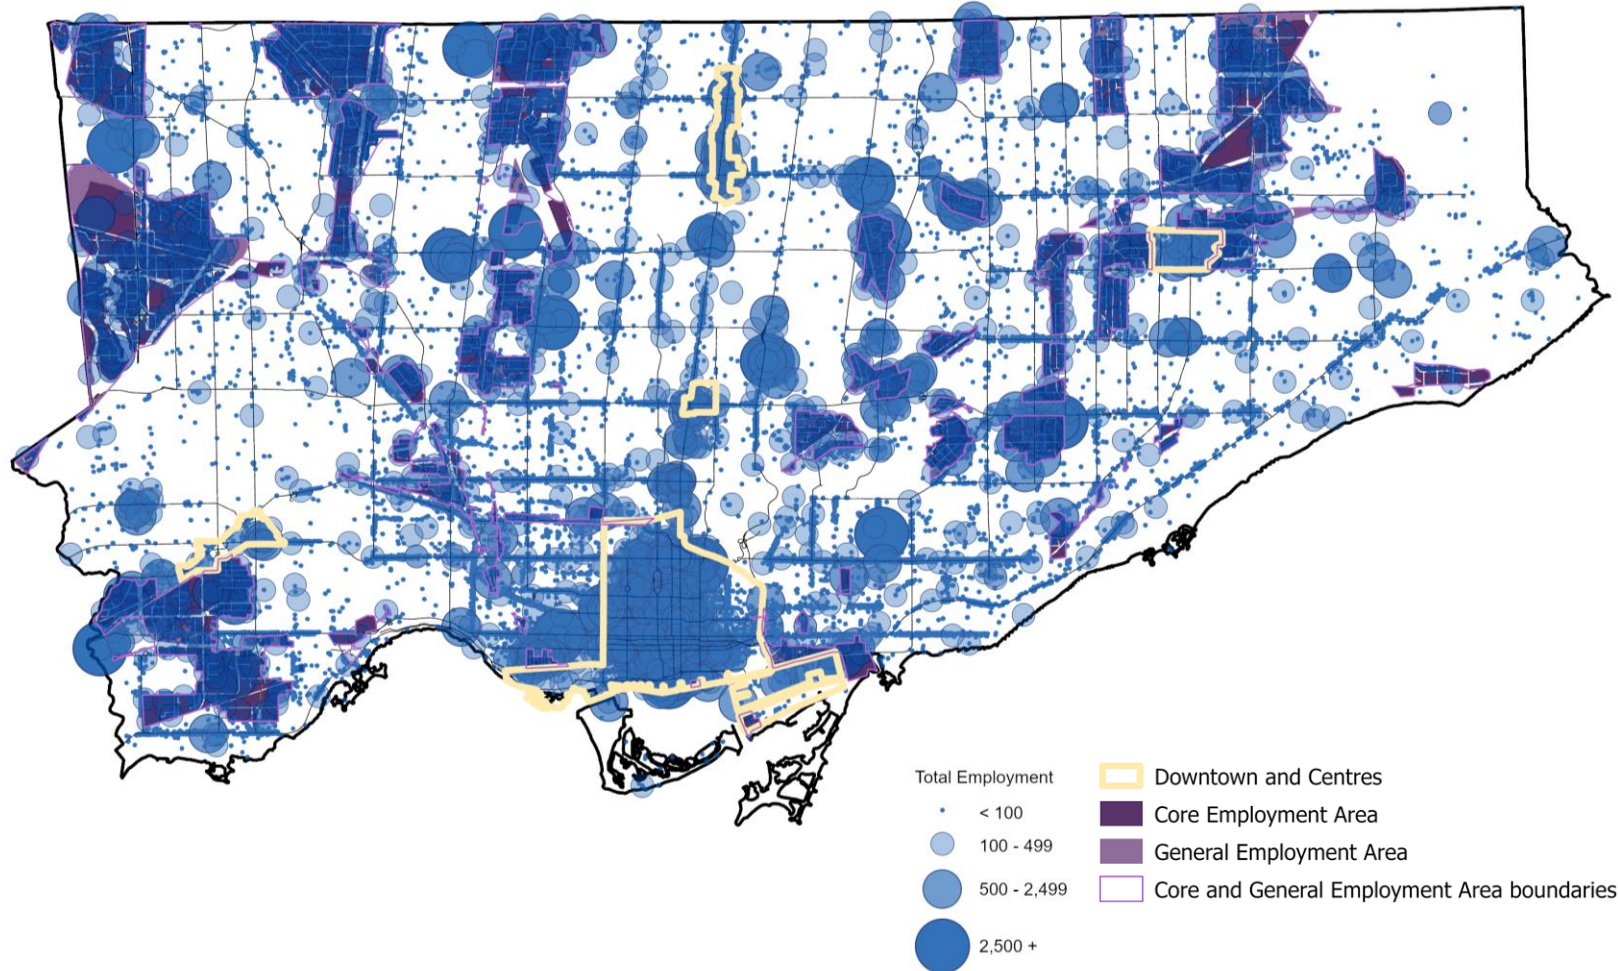 Total Employment
< 100
100 - 499
500 - 2,499
2,500 +
Downtown and Centres
Core Employment Area
General Employment Area
Core and General Employment Area boundaries